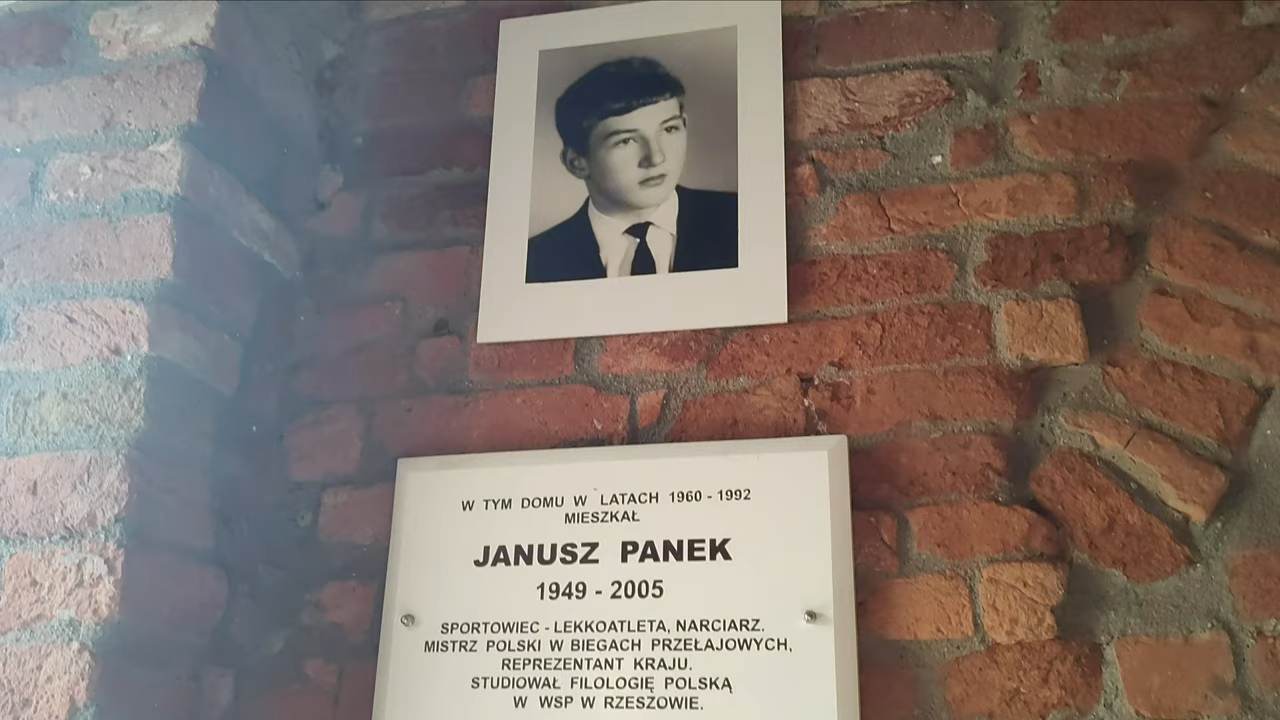 W TYM DOMU W LATACH 1960 - 1992
MIESZKAŁ
JANUSZ PANEK
1949 - 2005
SPORTOWIEC - LEKKOATLETA, NARCIARZ.
MISTRZ POLSKI W BIEGACH PRZEŁAJOWYCH,
REPREZENTANT KRAJU.
STUDIOWAŁ FILOLOGIĘ POLSKĄ
W WSP W RZESZOWIE.